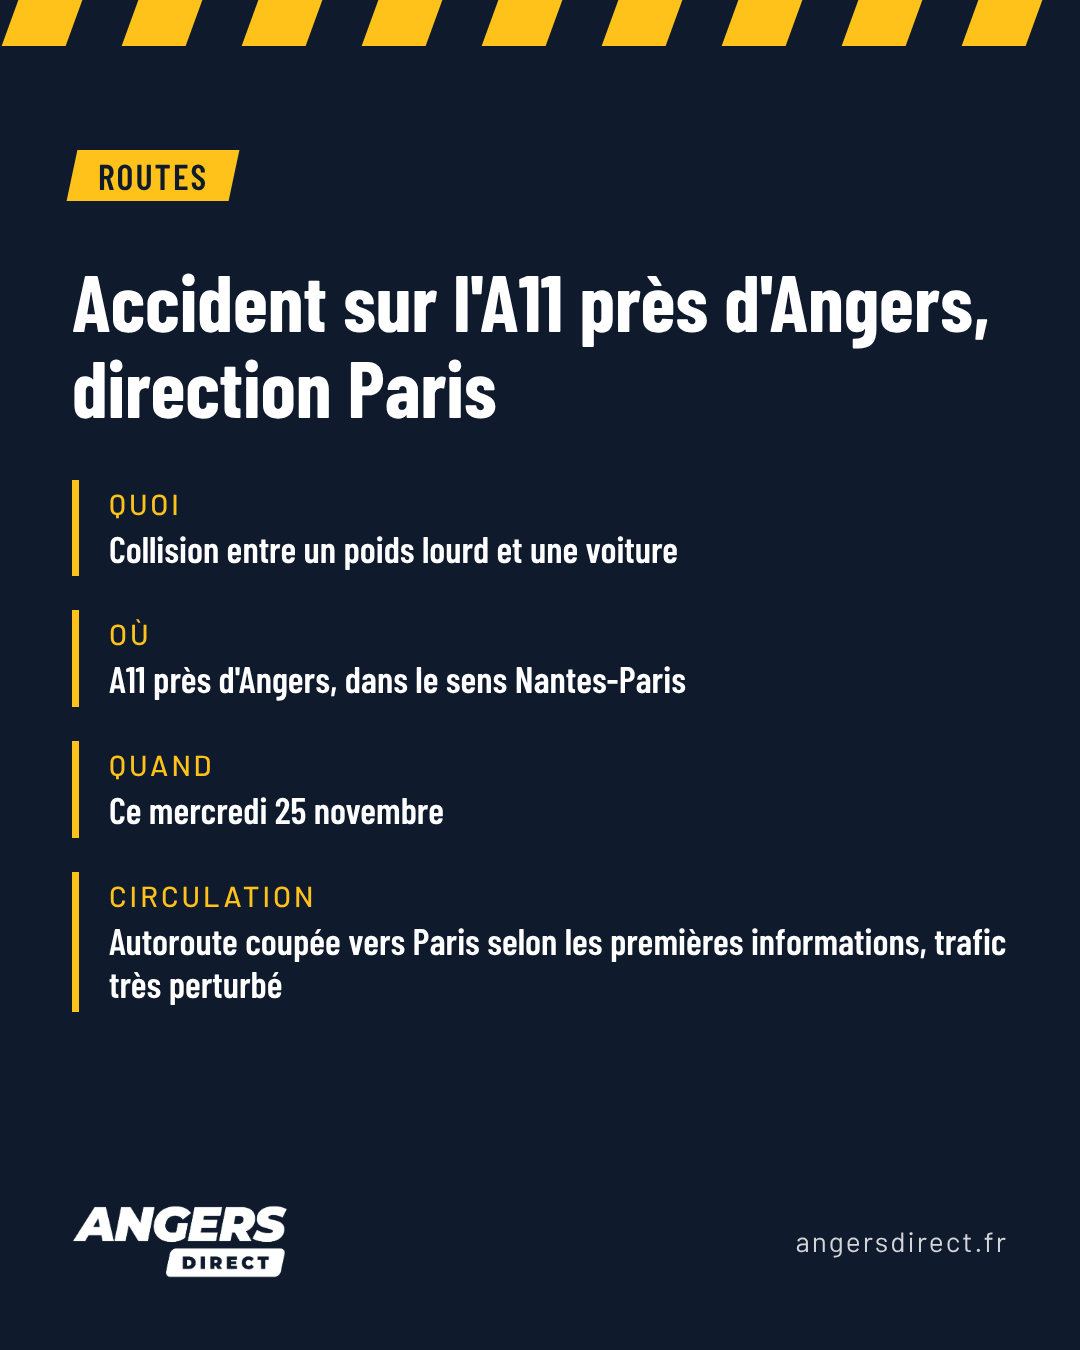 ROUTES
Accident sur l'A11 près d'Angers,
direction Paris
QUOI
Collision entre un poids lourd et une voiture
OÙ
A11 près d'Angers, dans le sens Nantes-Paris
QUAND
Ce mercredi 25 novembre
CIRCULATION
Autoroute coupée vers Paris selon les premières informations, trafic
très perturbé
ANGERS
DIRECT
angersdirect.fr